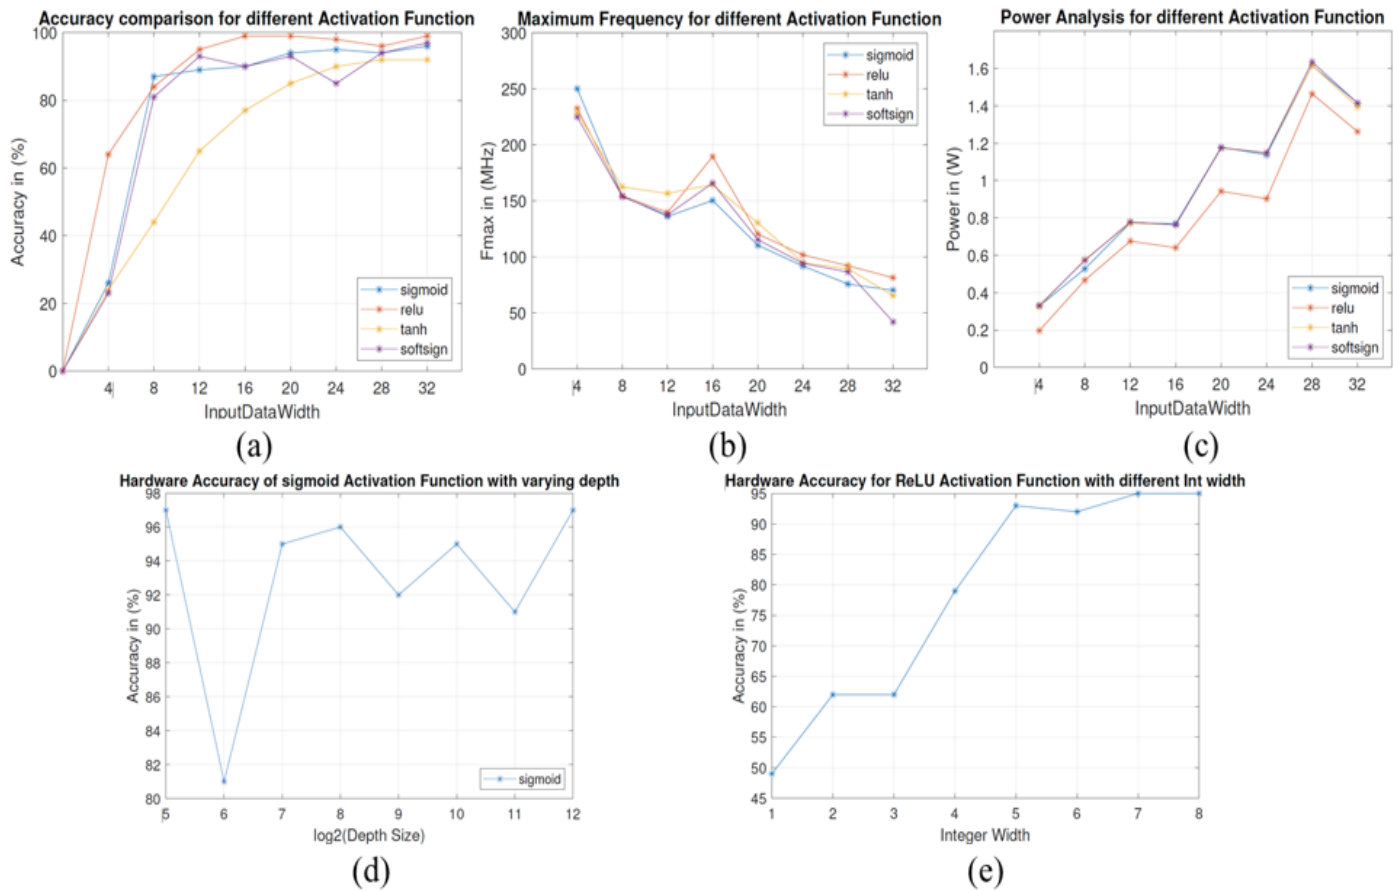 Accuracy comparison for different Activation Function
100
80
60
40
20
0
4
8
12
16
20
24
28
32
Accuracy in (%)
InputDataWidth
sigmoid
relu
tanh
softsign
(a)
Maximum Frequency for different Activation Function
300
250
200
150
100
50
0
4
8
12
16
20
24
28
32
Fmax in (MHz)
InputDataWidth
sigmoid
relu
tanh
softsign
(b)
Power Analysis for different Activation Function
1.6
1.4
1.2
1
0.8
0.6
0.4
0.2
0
4
8
12
16
20
24
28
32
Power in (W)
InputDataWidth
sigmoid
relu
tanh
softsign
(c)
Hardware Accuracy of sigmoid Activation Function with varying depth
98
96
94
92
90
88
86
84
82
80
5
6
7
8
9
10
11
12
Accuracy in (%)
log2(Depth Size)
sigmoid
(d)
Hardware Accuracy for ReLU Activation Function with different Int width
95
90
85
80
75
70
65
60
55
50
45
1
2
3
4
5
6
7
8
Accuracy in (%)
Integer Width
(e)